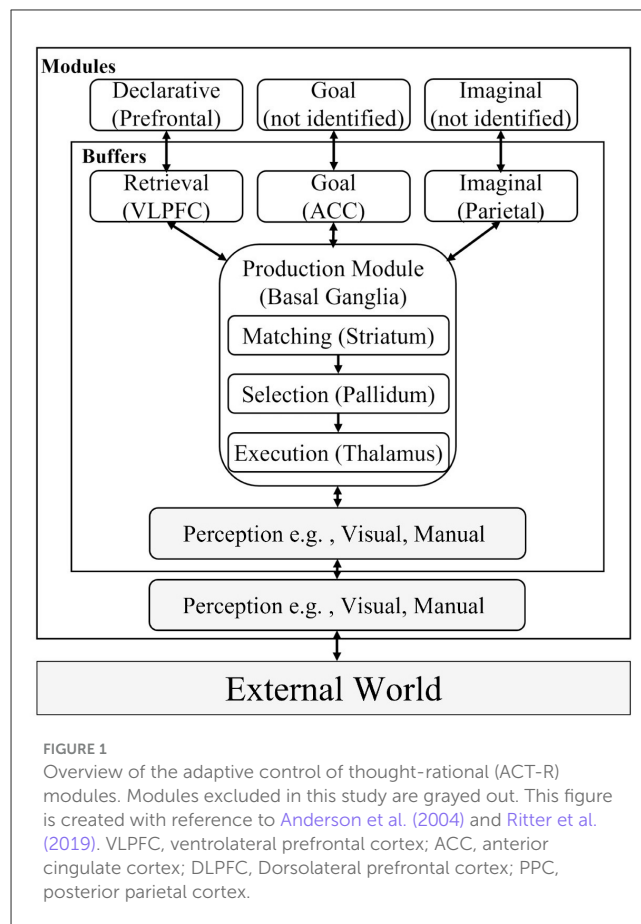 Modules
Declarative
(Prefrontal)
Goal
(not identified)
Imaginal
(not identified)
Buffers
Retrieval
(VLPFC)
Goal
(ACC)
Imaginal
(Parietal)
Production Module
(Basal Ganglia)
Matching (Striatum)
Selection (Pallidum)
Execution (Thalamus)
Perception e.g. , Visual, Manual
Perception e.g. , Visual, Manual
External World
FIGURE 1
Overview of the adaptive control of thought-rational (ACT-R)
modules. Modules excluded in this study are grayed out. This figure
is created with reference to Anderson et al. (2004) and Ritter et al.
(2019). VLPFC, ventrolateral prefrontal cortex; ACC, anterior
cingulate cortex; DLPFC, Dorsolateral prefrontal cortex; PPC,
posterior parietal cortex.